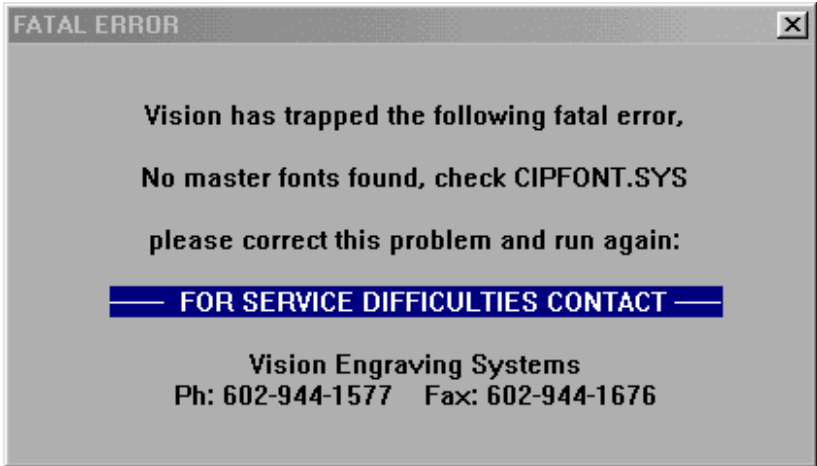 FATAL ERROR
Vision has trapped the following fatal error,
No master fonts found, check CIPFONT.SYS
please correct this problem and run again:
FOR SERVICE DIFFICULTIES CONTACT
Vision Engraving Systems
Ph: 602-944-1577 Fax: 602-944-1676